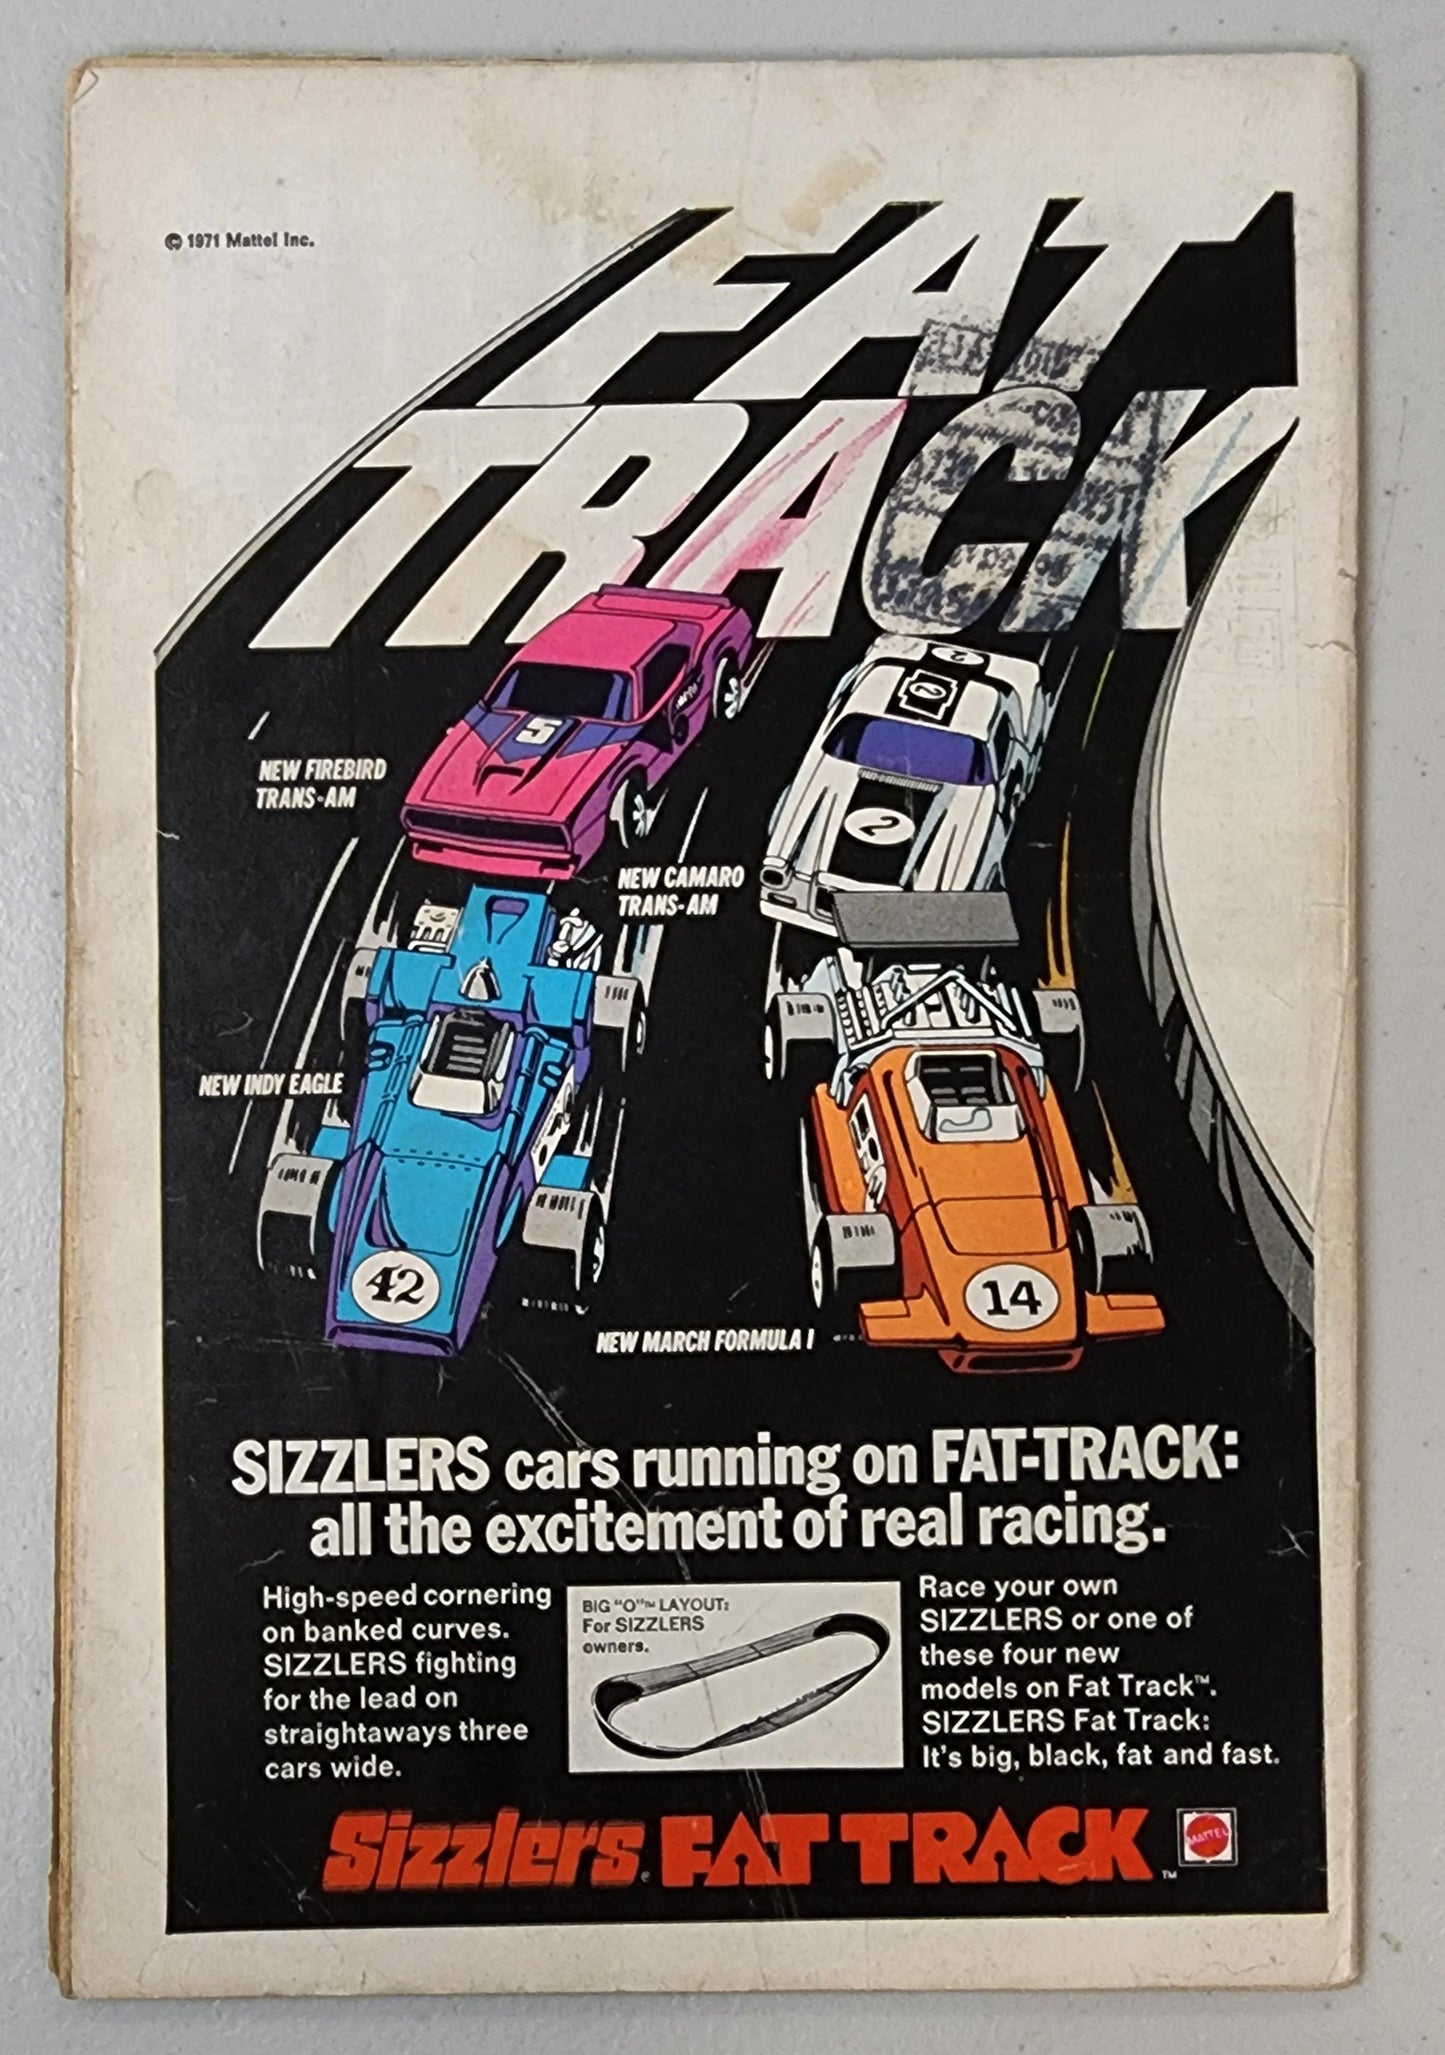 © 1971 Mattel Inc.
FAT
TRACK
5
2
2
2
NEW FIREBIRD
TRANS-AM
NEW CAMARO
TRANS-AM
NEW INDY EAGLE
42
14
NEW MARCH FORMULA I
SIZZLERS cars running on FAT-TRACK:
all the excitement of real racing.
High-speed cornering
on banked curves.
SIZZLERS fighting
for the lead on
straightaways three
cars wide.
BIG "O"™ LAYOUT:
For SIZZLERS
owners.
Race your own
SIZZLERS or one of
these four new
models on Fat Track™.
SIZZLERS Fat Track:
It's big, black, fat and fast.
Sizzlers® FAT TRACK™
MATTEL